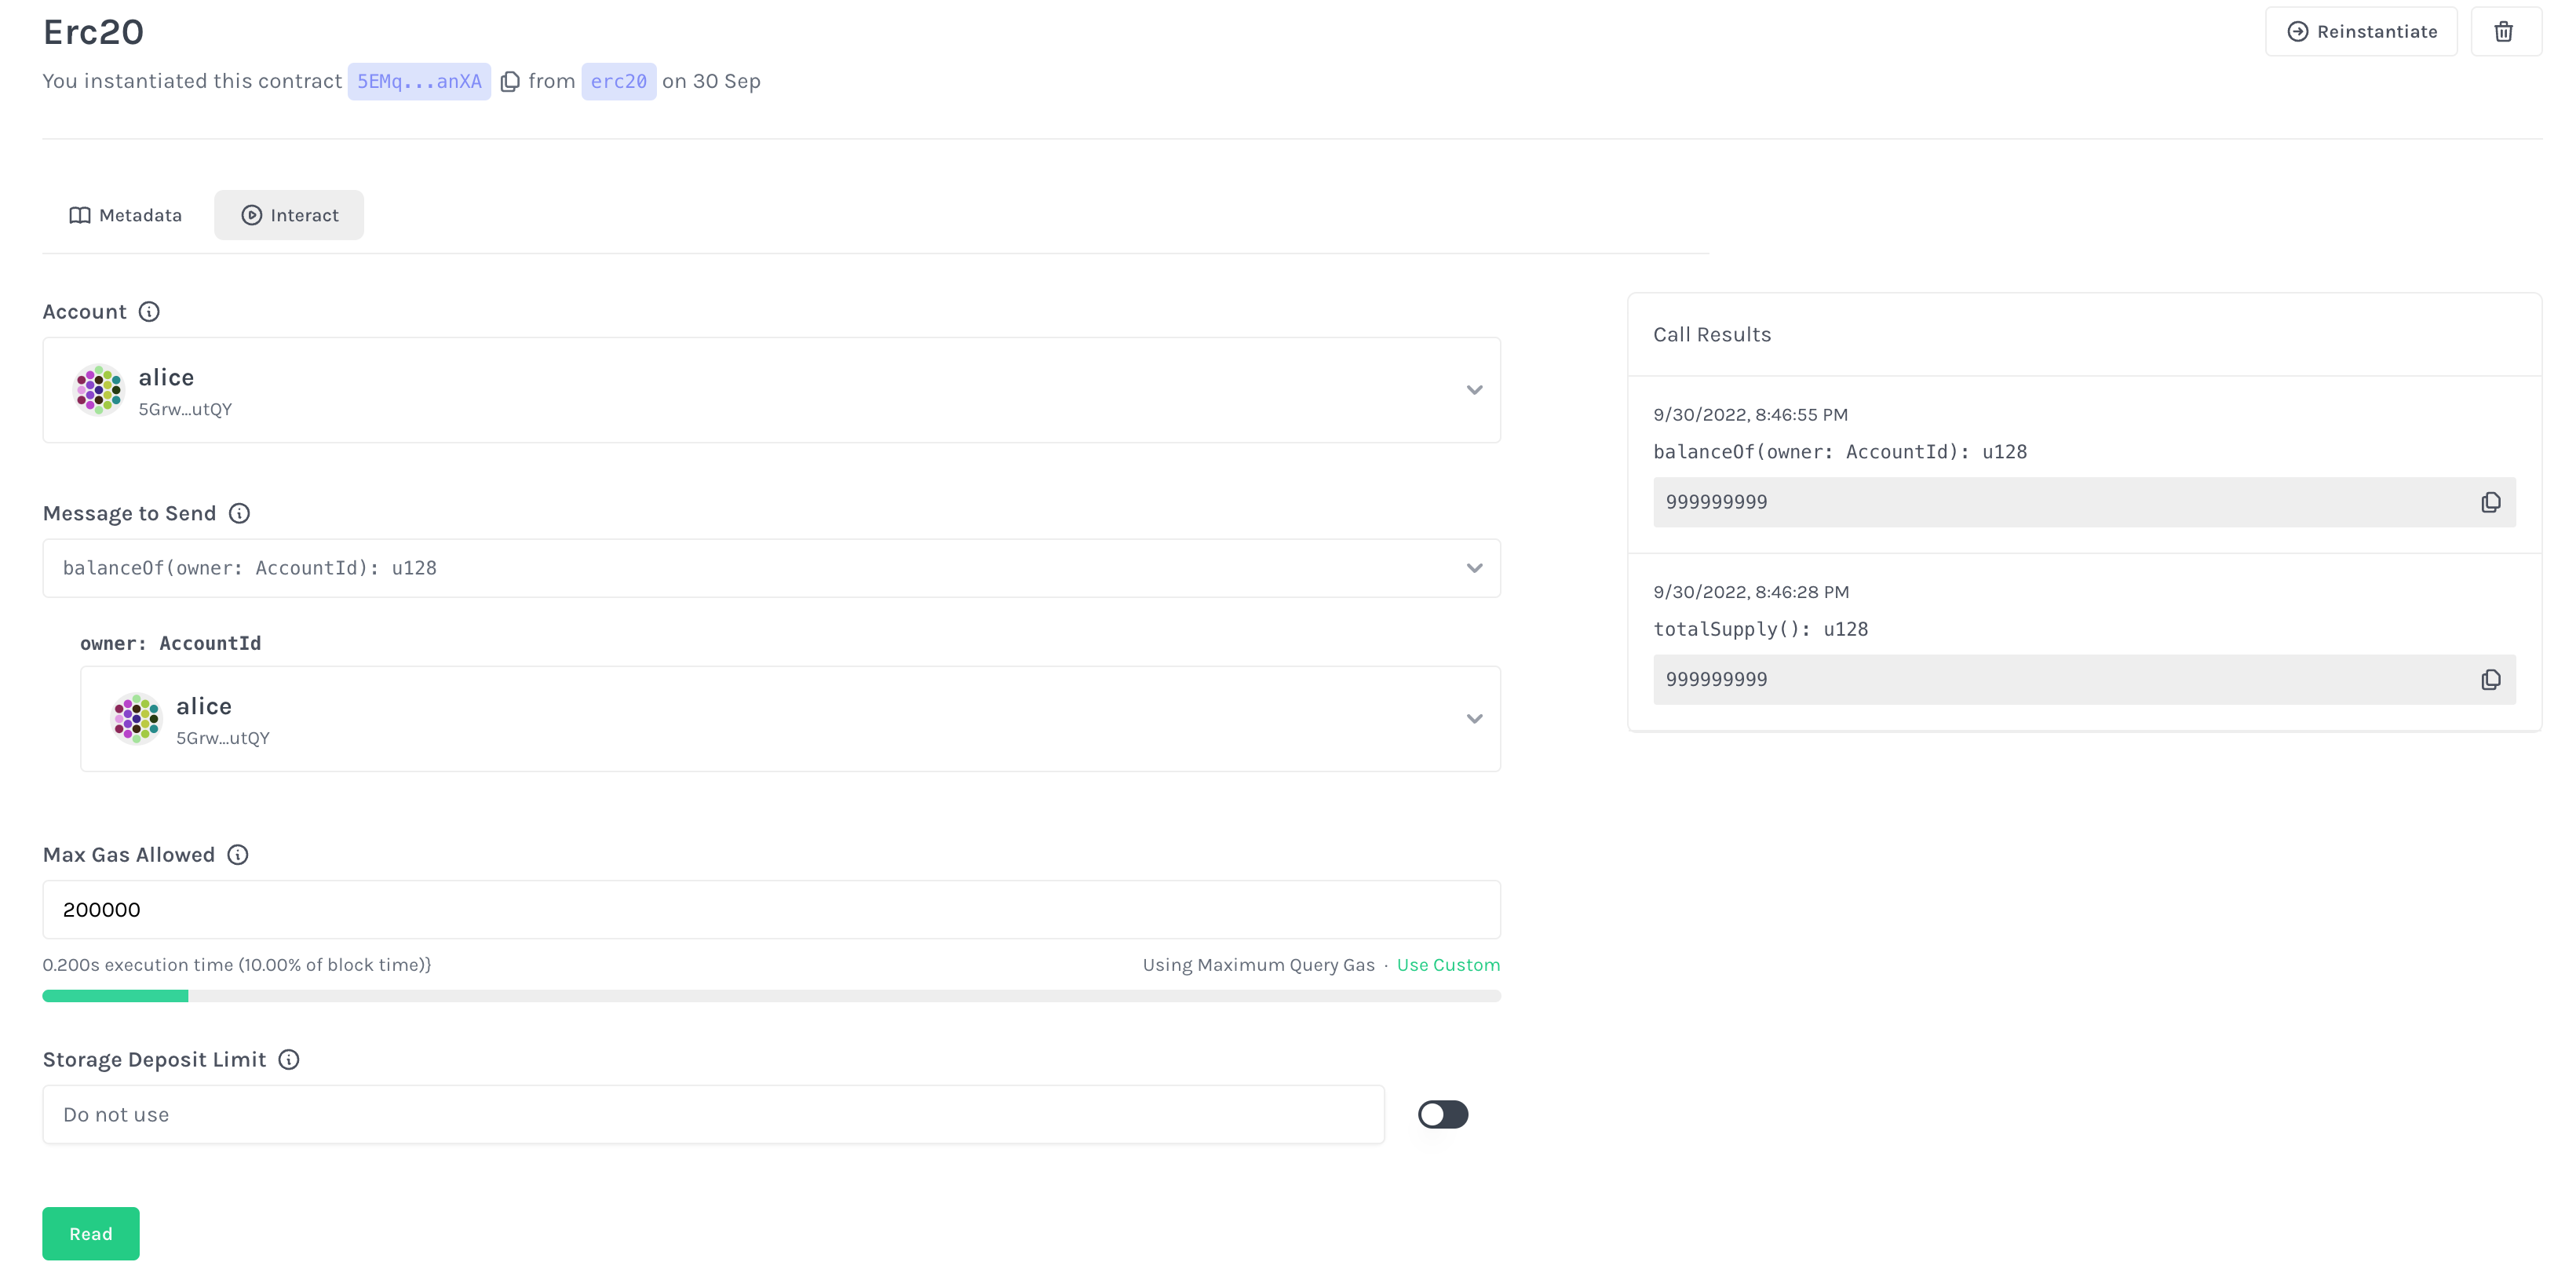 Erc20
Reinstantiate
You instantiated this contract 5EMq...anXA from erc20 on 30 Sep
Metadata
Interact
Account
alice
5Grw...utQY
Message to Send
balanceOf(owner: AccountId): u128
owner: AccountId
alice
5Grw...utQY
Max Gas Allowed
200000
0.200s execution time (10.00% of block time)}
Using Maximum Query Gas · Use Custom
Storage Deposit Limit
Do not use
Read
Call Results
9/30/2022, 8:46:55 PM
balanceOf(owner: AccountId): u128
999999999
9/30/2022, 8:46:28 PM
totalSupply(): u128
999999999